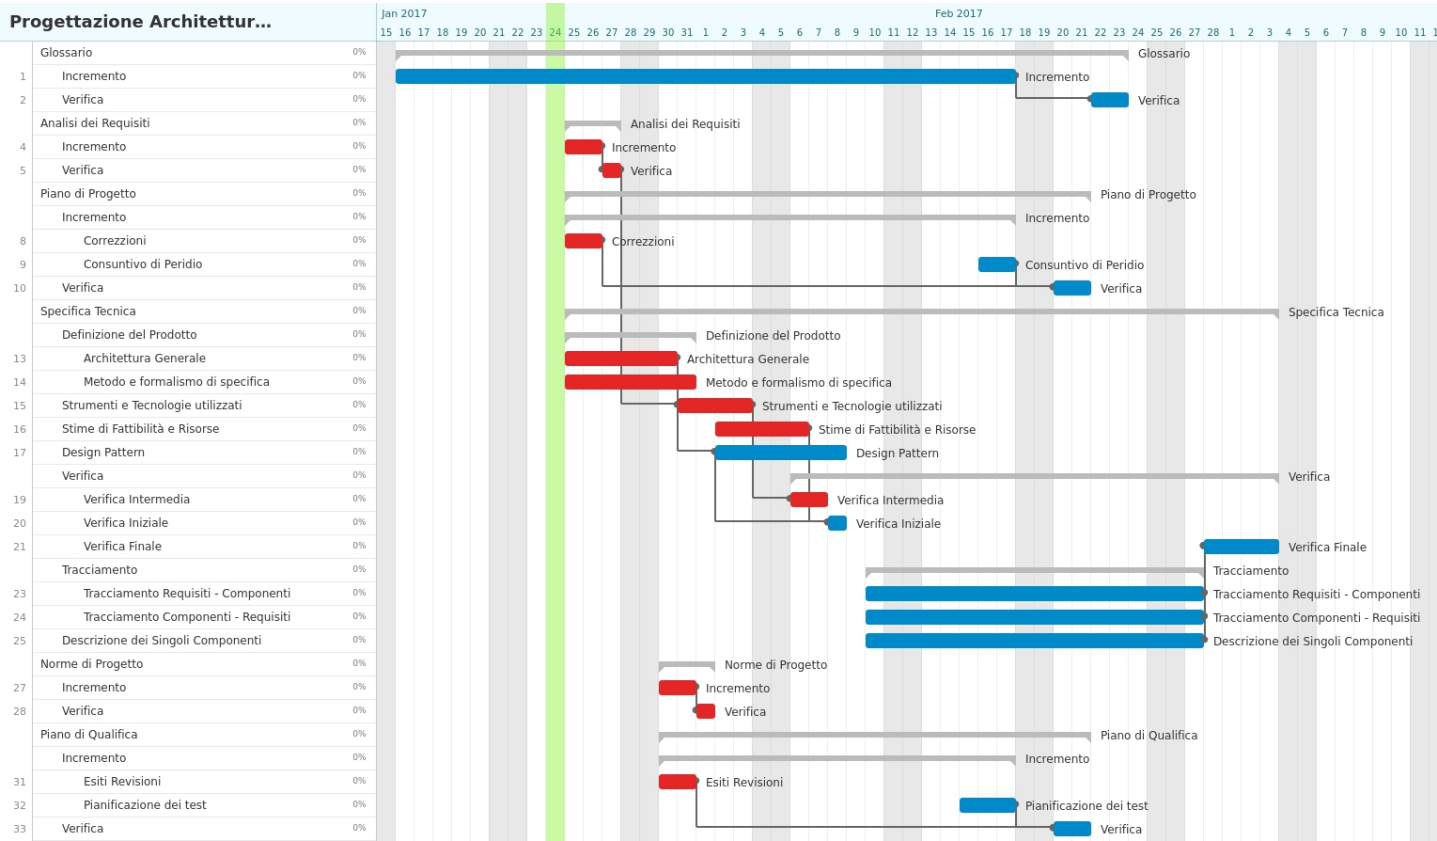 Progettazione Architettur...
Jan 2017 Feb 2017
15 16 17 18 19 20 21 22 23 24 25 26 27 28 29 30 31 1 2 3 4 5 6 7 8 9 10 11 12 13 14 15 16 17 18 19 20 21 22 23 24 25 26 27 28 1 2 3 4 5 6 7 8 9 10 11 1
Glossario 0% Glossario
1 Incremento 0% Incremento
2 Verifica 0% Verifica
Analisi dei Requisiti 0% Analisi dei Requisiti
4 Incremento 0% Incremento
5 Verifica 0% Verifica
Piano di Progetto 0% Piano di Progetto
Incremento 0% Incremento
8 Correzzioni 0% Correzzioni
9 Consuntivo di Peridio 0% Consuntivo di Peridio
10 Verifica 0% Verifica
Specifica Tecnica 0% Specifica Tecnica
Definizione del Prodotto 0% Definizione del Prodotto
13 Architettura Generale 0% Architettura Generale
14 Metodo e formalismo di specifica 0% Metodo e formalismo di specifica
15 Strumenti e Tecnologie utilizzati 0% Strumenti e Tecnologie utilizzati
16 Stime di Fattibilità e Risorse 0% Stime di Fattibilità e Risorse
17 Design Pattern 0% Design Pattern
Verifica 0% Verifica
19 Verifica Intermedia 0% Verifica Intermedia
20 Verifica Iniziale 0% Verifica Iniziale
21 Verifica Finale 0% Verifica Finale
Tracciamento 0% Tracciamento
23 Tracciamento Requisiti - Componenti 0% Tracciamento Requisiti - Componenti
24 Tracciamento Componenti - Requisiti 0% Tracciamento Componenti - Requisiti
25 Descrizione dei Singoli Componenti 0% Descrizione dei Singoli Componenti
Norme di Progetto 0% Norme di Progetto
27 Incremento 0% Incremento
28 Verifica 0% Verifica
Piano di Qualifica 0% Piano di Qualifica
Incremento 0% Incremento
31 Esiti Revisioni 0% Esiti Revisioni
32 Pianificazione dei test 0% Pianificazione dei test
33 Verifica 0% Verifica